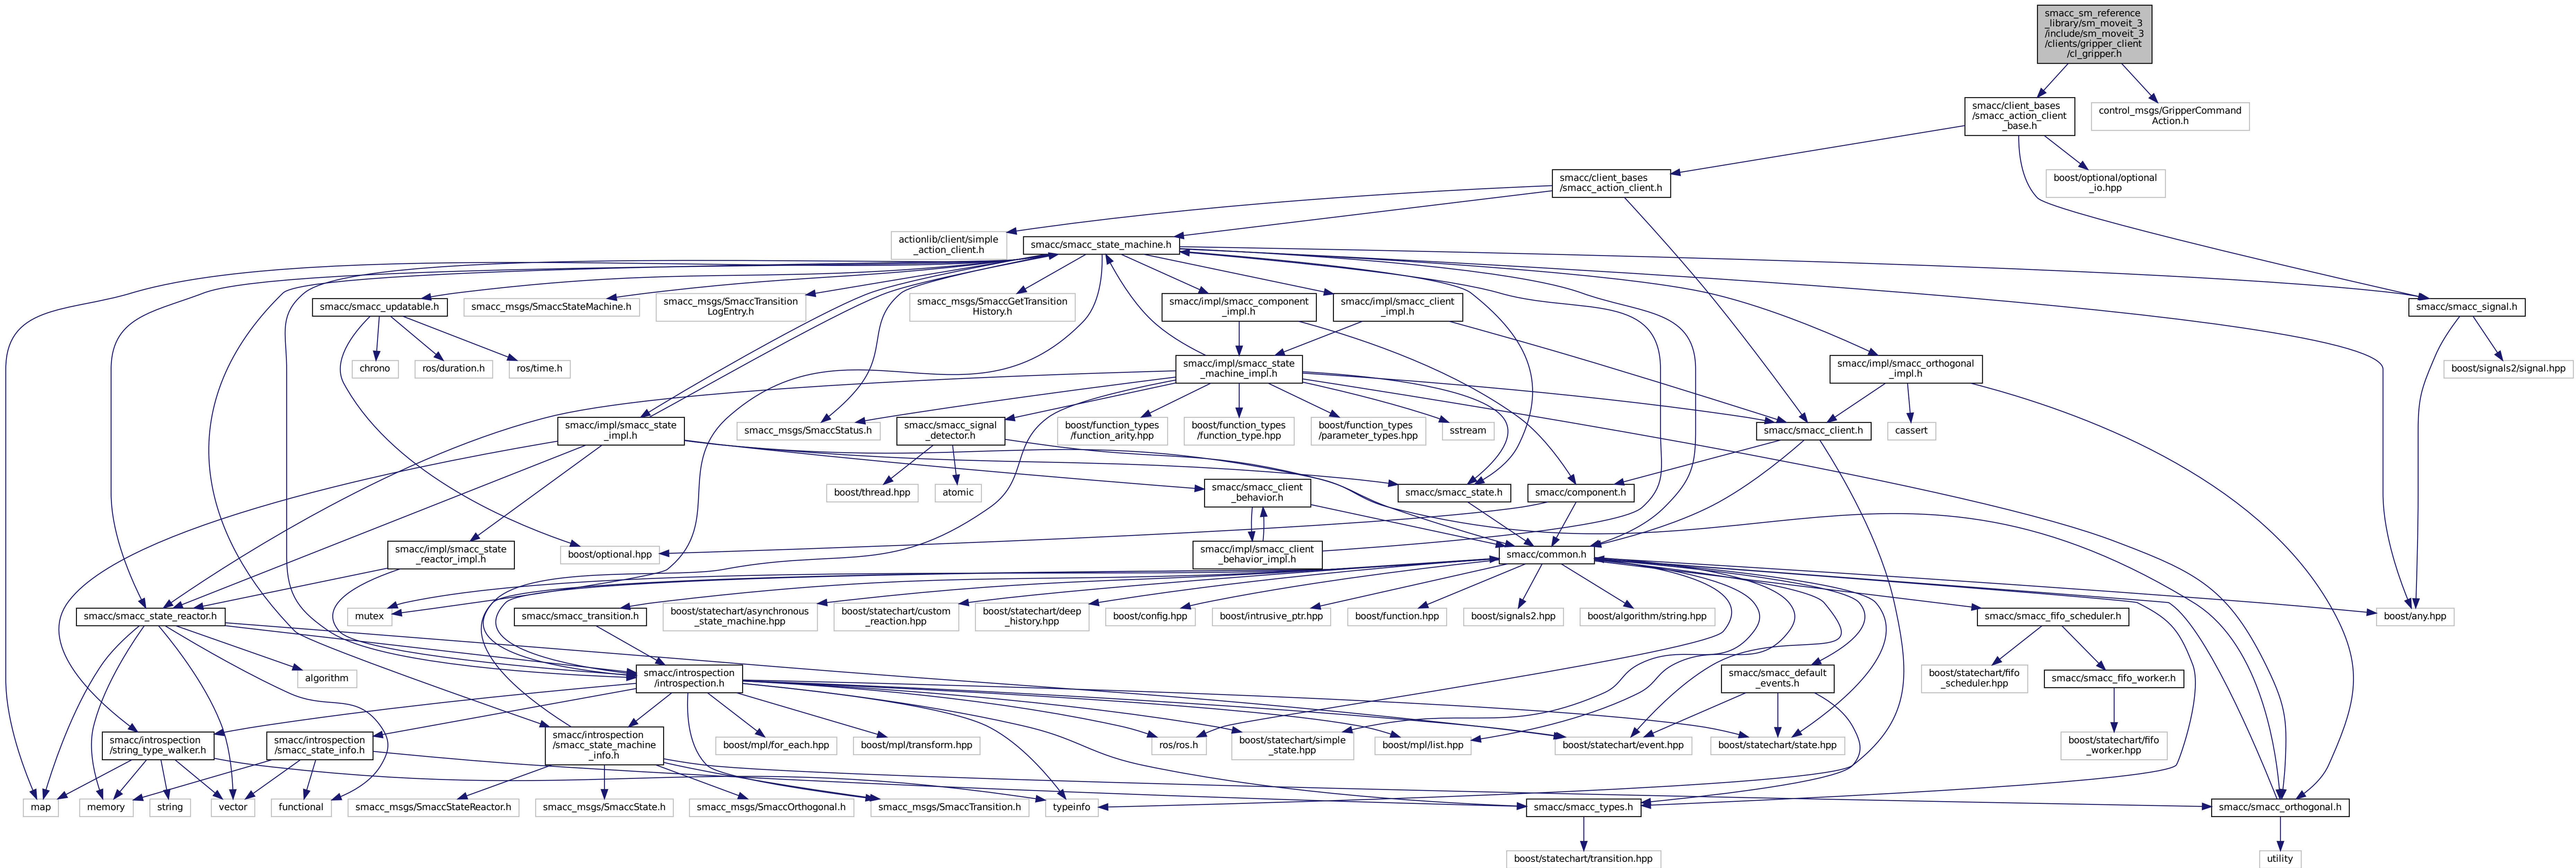 smacc_sm_reference
_library/sm_moveit_3
/include/sm_moveit_3
/clients/gripper_client
/cl_gripper.h
smacc/client_bases
/smacc_action_client
_base.h
control_msgs/GripperCommand
Action.h
smacc/client_bases
/smacc_action_client.h
boost/optional/optional
_io.hpp
actionlib/client/simple
_action_client.h
smacc/smacc_state_machine.h
smacc/smacc_updatable.h
smacc_msgs/SmaccStateMachine.h
smacc_msgs/SmaccTransition
LogEntry.h
smacc_msgs/SmaccGetTransition
History.h
smacc/impl/smacc_component
_impl.h
smacc/impl/smacc_client
_impl.h
smacc/smacc_signal.h
chrono
ros/duration.h
ros/time.h
smacc/impl/smacc_state
_machine_impl.h
smacc/impl/smacc_orthogonal
_impl.h
boost/signals2/signal.hpp
smacc/impl/smacc_state
_impl.h
smacc_msgs/SmaccStatus.h
smacc/smacc_signal
_detector.h
boost/function_types
/function_arity.hpp
boost/function_types
/function_type.hpp
boost/function_types
/parameter_types.hpp
sstream
smacc/smacc_client.h
cassert
boost/thread.hpp
atomic
smacc/smacc_client
_behavior.h
smacc/smacc_state.h
smacc/component.h
smacc/impl/smacc_state
_reactor_impl.h
boost/optional.hpp
smacc/impl/smacc_client
_behavior_impl.h
smacc/common.h
smacc/smacc_state_reactor.h
mutex
smacc/smacc_transition.h
boost/statechart/asynchronous
_state_machine.hpp
boost/statechart/custom
_reaction.hpp
boost/statechart/deep
_history.hpp
boost/config.hpp
boost/intrusive_ptr.hpp
boost/function.hpp
boost/signals2.hpp
boost/algorithm/string.hpp
smacc/smacc_fifo_scheduler.h
boost/any.hpp
algorithm
smacc/introspection
/introspection.h
smacc/smacc_default
_events.h
boost/statechart/fifo
_scheduler.hpp
smacc/smacc_fifo_worker.h
smacc/introspection
/string_type_walker.h
smacc/introspection
/smacc_state_info.h
smacc/introspection
/smacc_state_machine
_info.h
boost/mpl/for_each.hpp
boost/mpl/transform.hpp
ros/ros.h
boost/statechart/simple
_state.hpp
boost/mpl/list.hpp
boost/statechart/event.hpp
boost/statechart/state.hpp
boost/statechart/fifo
_worker.hpp
map
memory
string
vector
functional
smacc_msgs/SmaccStateReactor.h
smacc_msgs/SmaccState.h
smacc_msgs/SmaccOrthogonal.h
smacc_msgs/SmaccTransition.h
typeinfo
smacc/smacc_types.h
smacc/smacc_orthogonal.h
boost/statechart/transition.hpp
utility